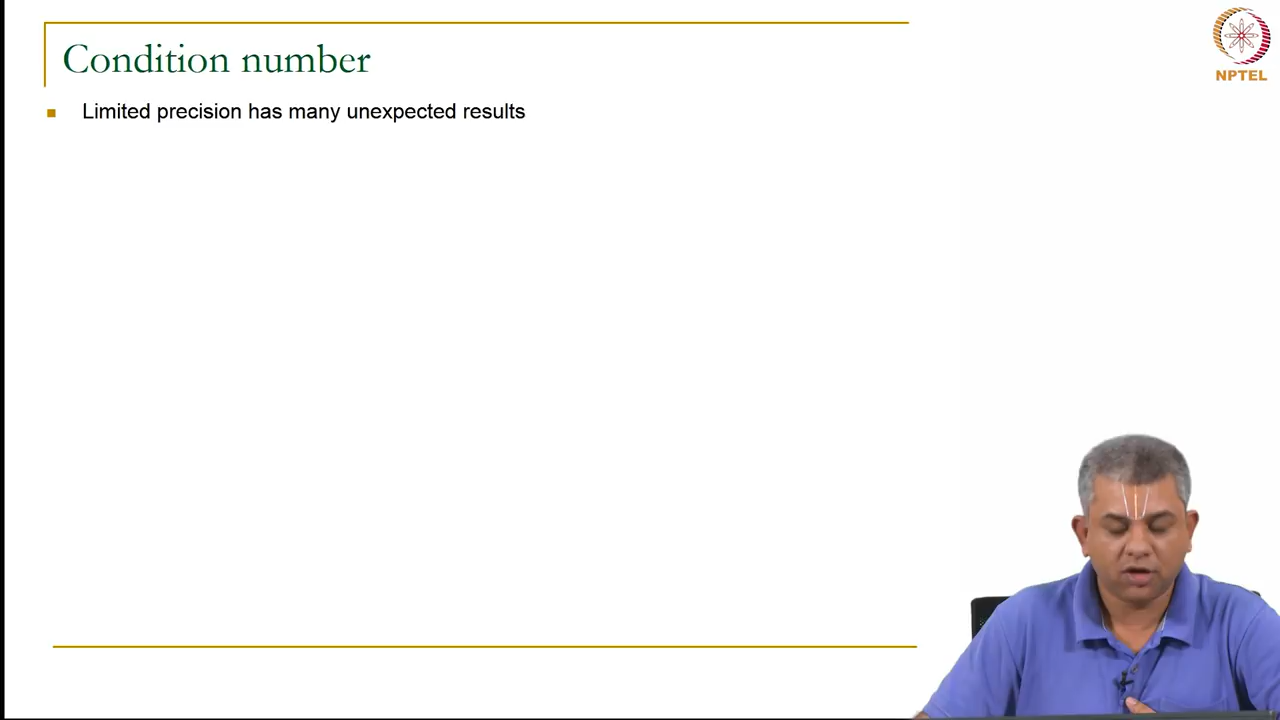 Condition number
NPTEL
Limited precision has many unexpected results